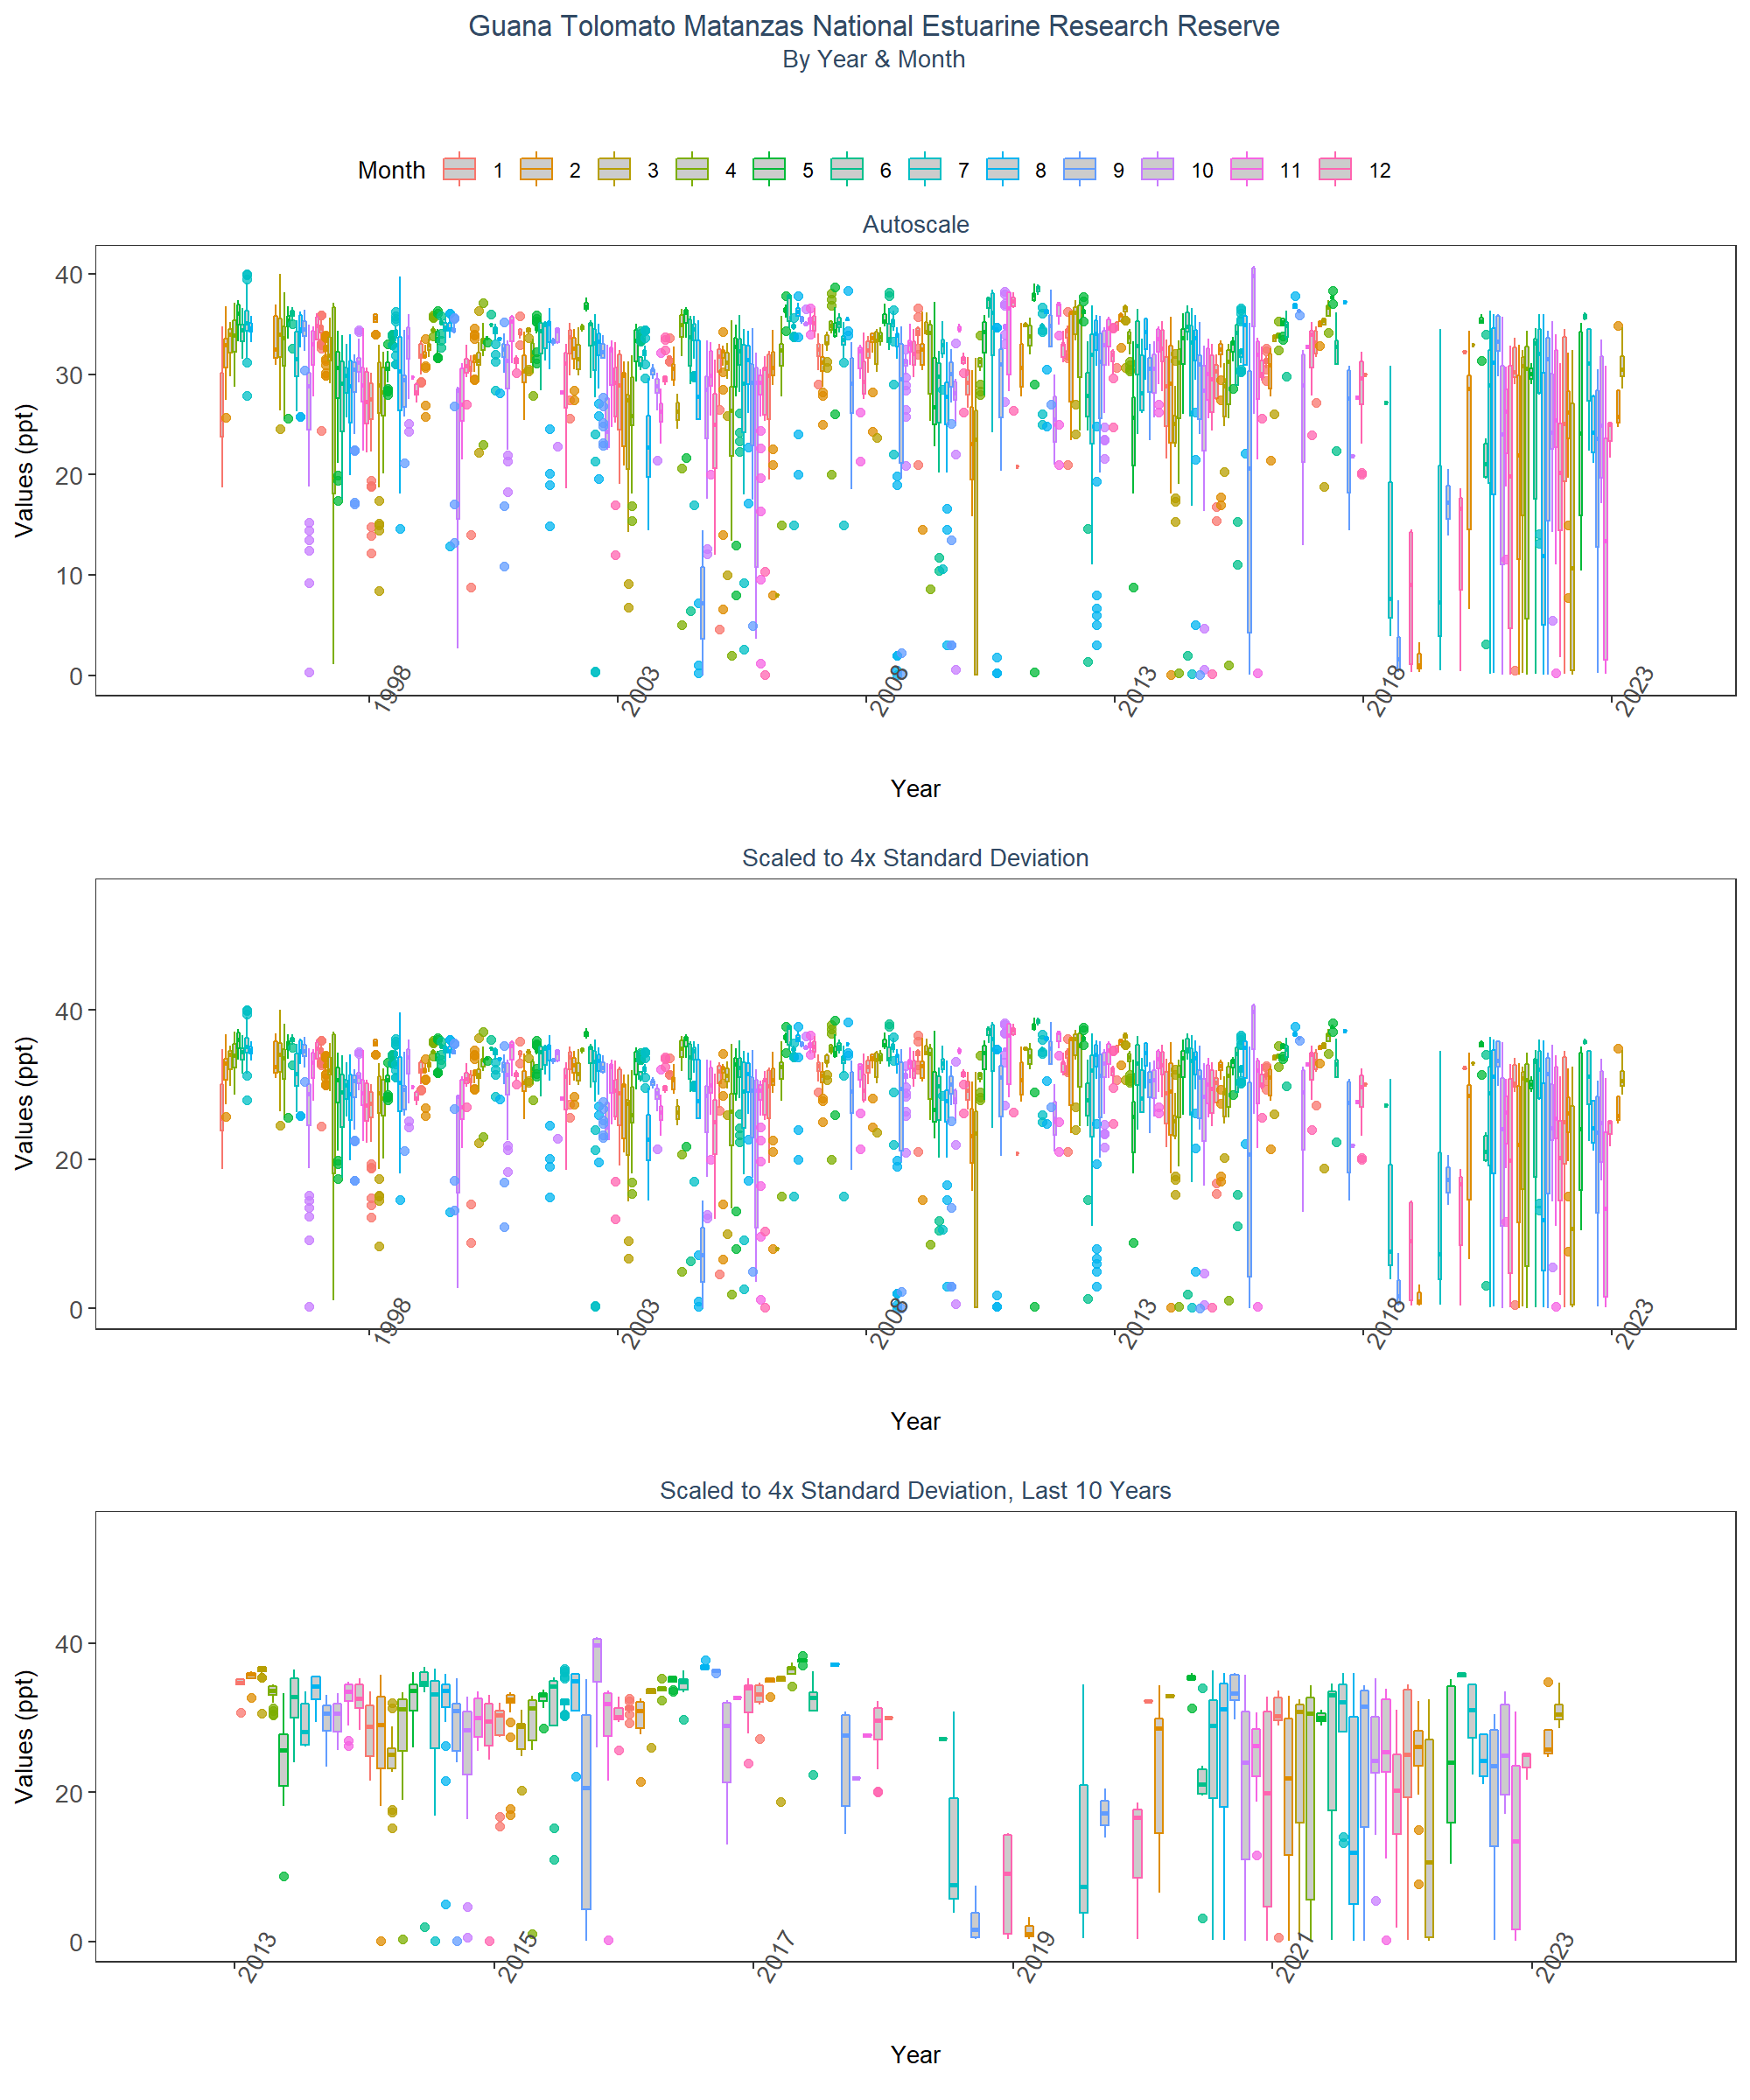 Guana Tolomato Matanzas National Estuarine Research Reserve
By Year & Month
Month 1 2 3 4 5 6 7 8 9 10 11 12
Autoscale
40
30
20
10
0
Values (ppt)
1998 2003 2008 2013 2018 2023
Year
Scaled to 4x Standard Deviation
40
20
0
Values (ppt)
1998 2003 2008 2013 2018 2023
Year
Scaled to 4x Standard Deviation, Last 10 Years
40
20
0
Values (ppt)
2013 2015 2017 2019 2021 2023
Year